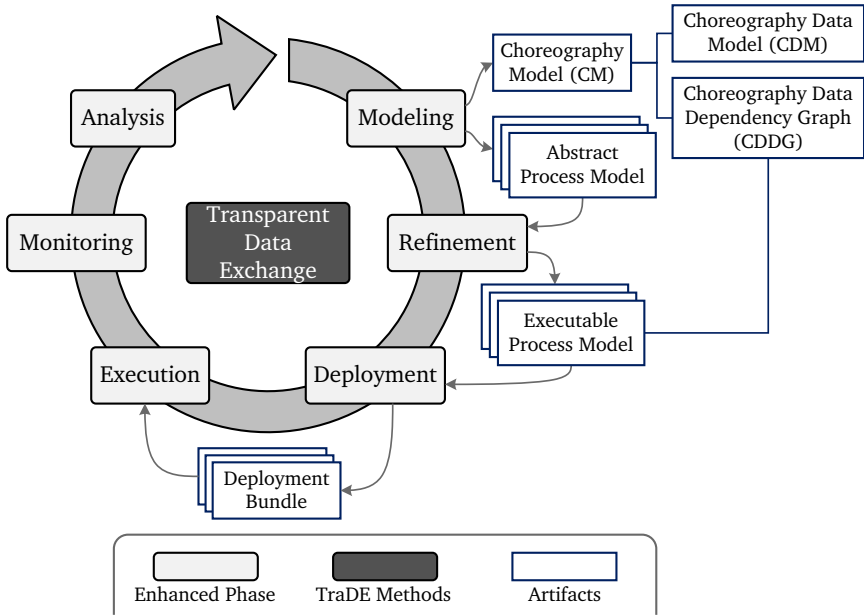 Choreography Data
Model (CDM)
Choreography
Model (CM)
Choreography Data
Dependency Graph
(CDDG)
Analysis
Modeling
Abstract
Process Model
Transparent
Data
Exchange
Monitoring
Refinement
Executable
Process Model
Execution
Deployment
Deployment
Bundle
Enhanced Phase
TraDE Methods
Artifacts